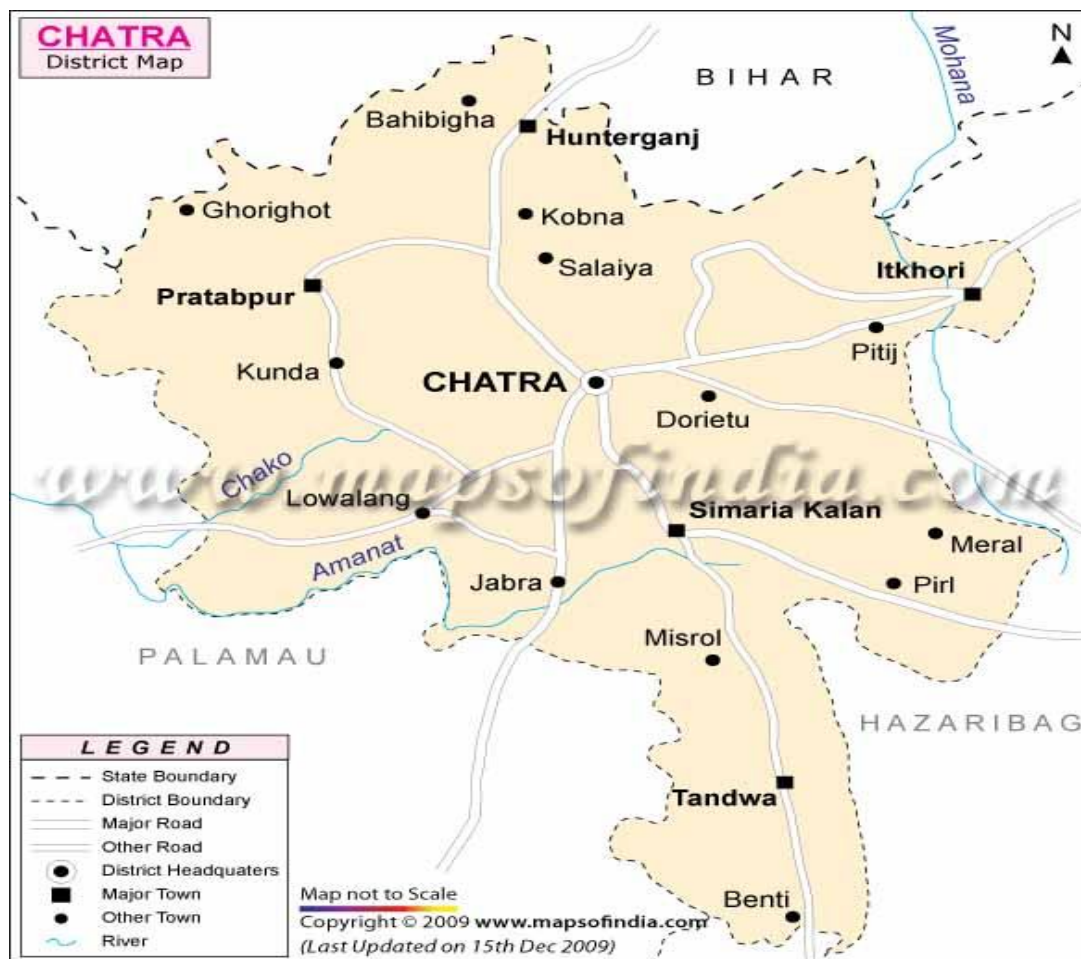 CHATRA
District Map
N
BIHAR
Mohana
Bahibigha
Hunterganj
Ghorighot
Kobna
Salaiya
Itkhori
Pratabpur
Pitij
Kunda
CHATRA
Dorietu
Chako
www.mapsofindia.com
Lowalang
Simaria Kalan
Amanat
Meral
Jabra
Pirl
Misrol
PALAMAU
HAZARIBAG
Tandwa
Benti
LEGEND
State Boundary
District Boundary
Major Road
Other Road
District Headquaters
Major Town
Other Town
River
Map not to Scale
Copyright © 2009 www.mapsofindia.com
(Last Updated on 15th Dec 2009)